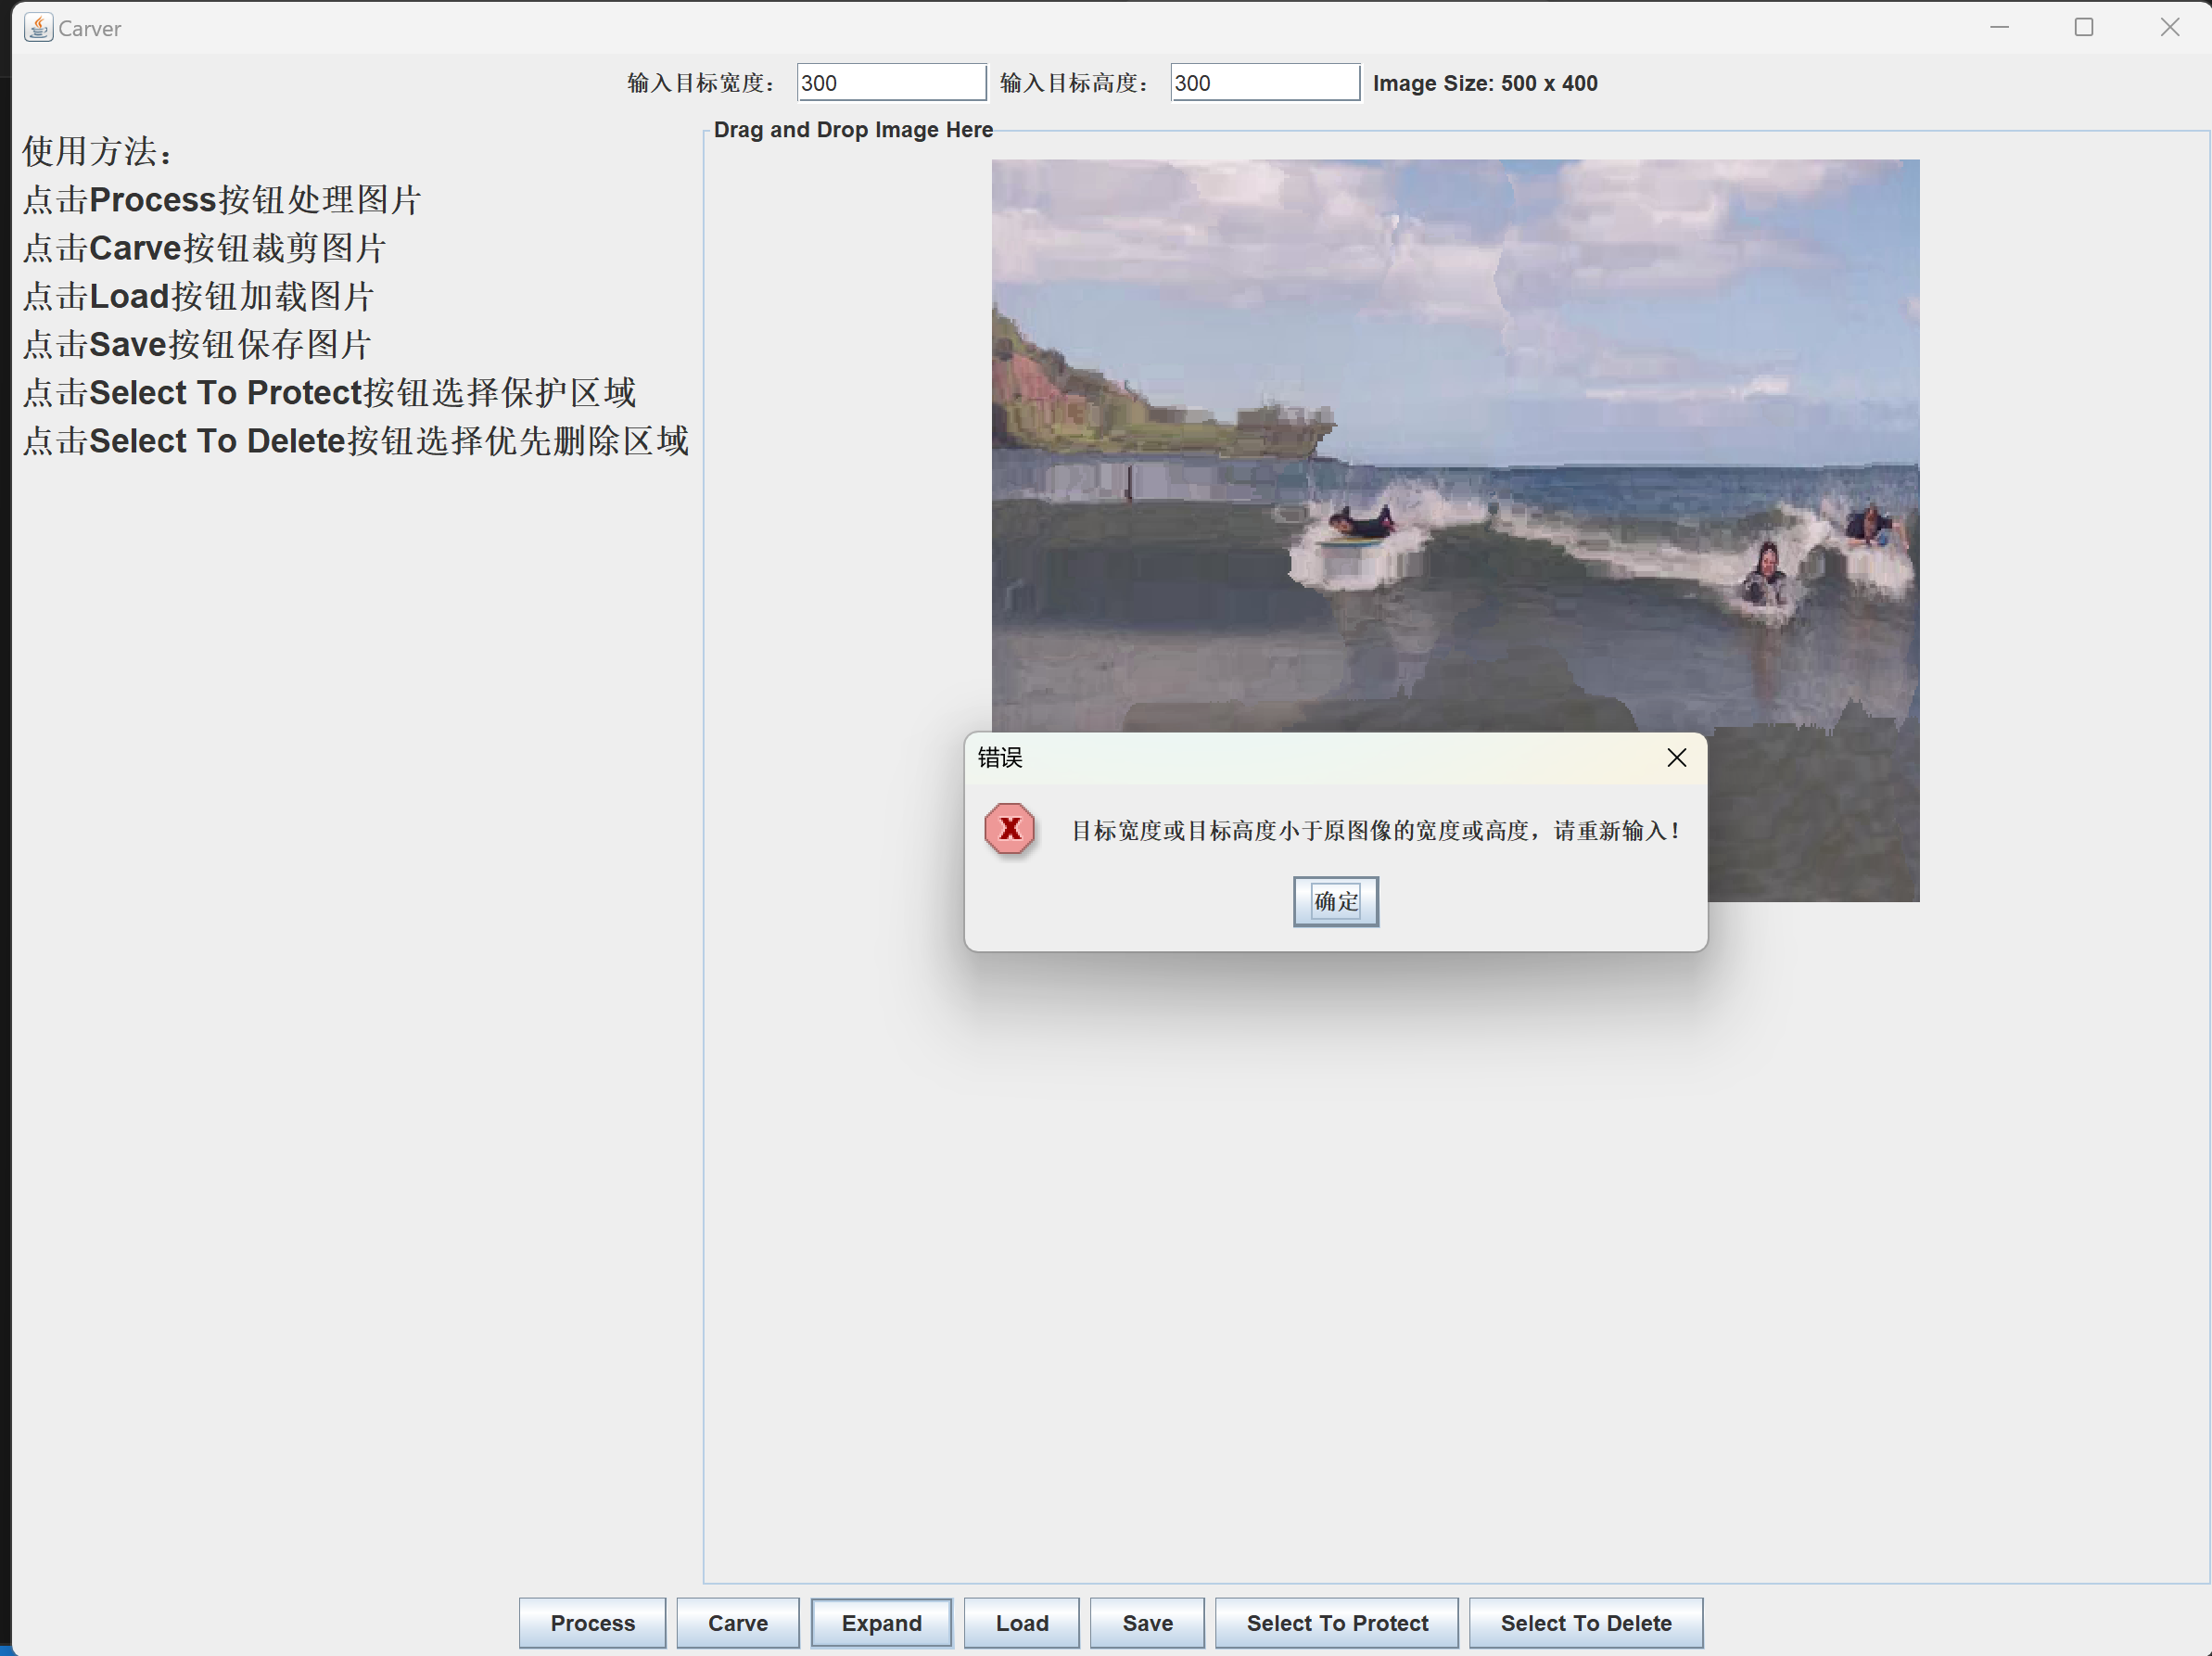 Carver
输入目标宽度： 300 输入目标高度： 300 Image Size: 500 x 400
使用方法：
点击Process按钮处理图片
点击Carve按钮裁剪图片
点击Load按钮加载图片
点击Save按钮保存图片
点击Select To Protect按钮选择保护区域
点击Select To Delete按钮选择优先删除区域
Drag and Drop Image Here
错误
X 目标宽度或目标高度小于原图像的宽度或高度，请重新输入！
确定
Process Carve Expand Load Save Select To Protect Select To Delete